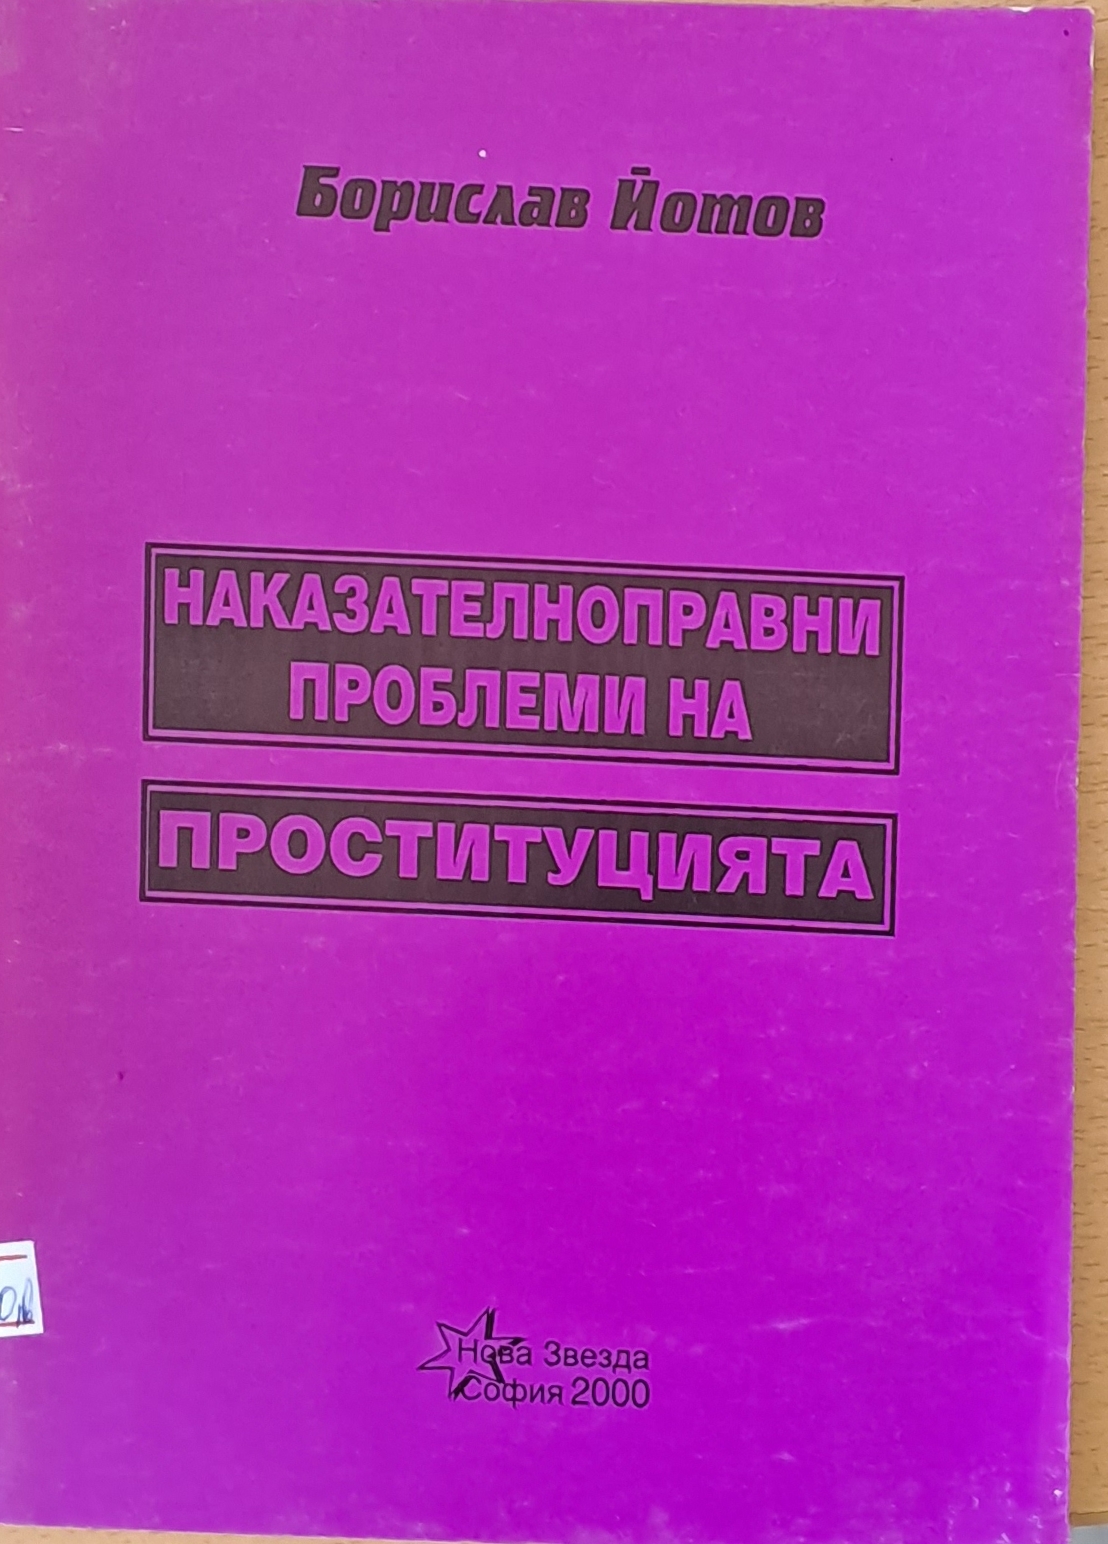 Борислав Йотов
НАКАЗАТЕЛНОПРАВНИ
ПРОБЛЕМИ НА
ПРОСТИТУЦИЯТА
Нова Звезда
София 2000